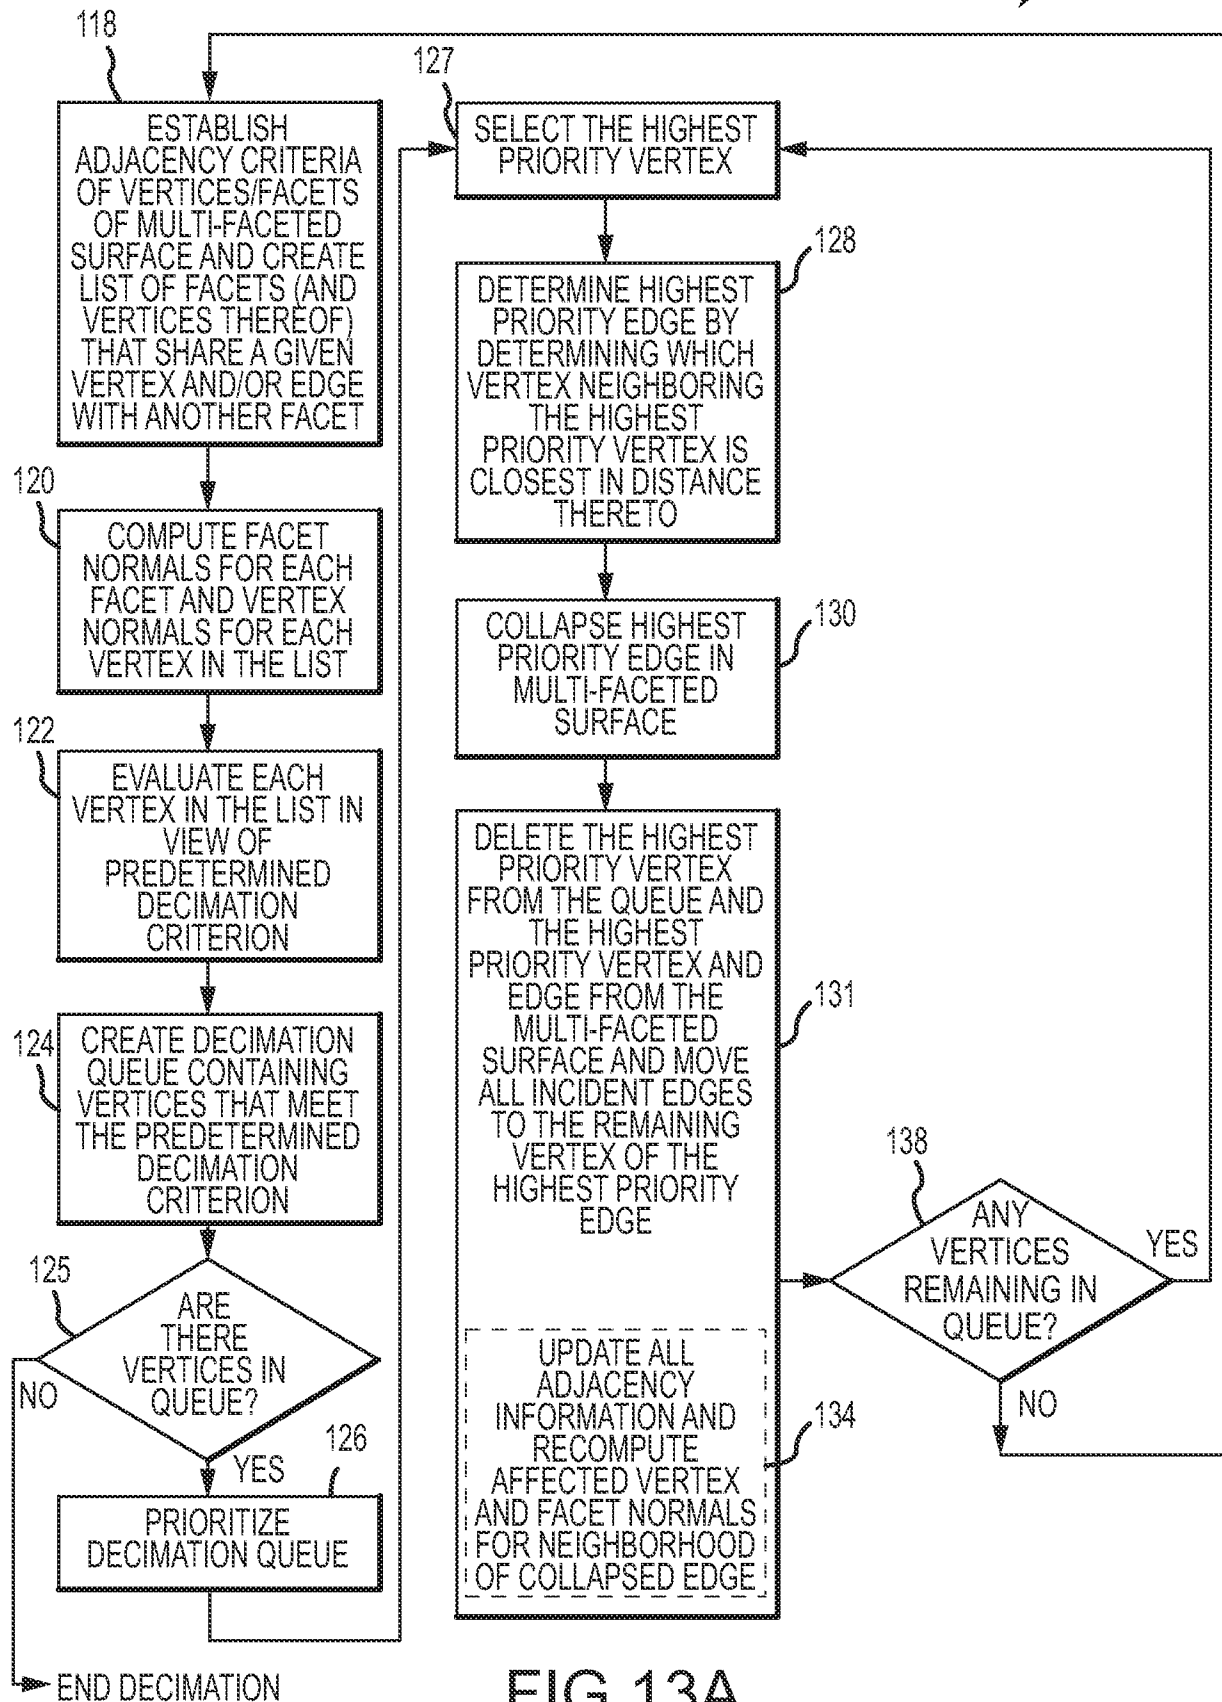 118
ESTABLISH
ADJACENCY CRITERIA
OF VERTICES/FACETS
OF MULTI-FACETED
SURFACE AND CREATE
LIST OF FACETS (AND
VERTICES THEREOF)
THAT SHARE A GIVEN
VERTEX AND/OR EDGE
WITH ANOTHER FACET
120
COMPUTE FACET
NORMALS FOR EACH
FACET AND VERTEX
NORMALS FOR EACH
VERTEX IN THE LIST
122
EVALUATE EACH
VERTEX IN THE LIST IN
VIEW OF
PREDETERMINED
DECIMATION
CRITERION
124
CREATE DECIMATION
QUEUE CONTAINING
VERTICES THAT MEET
THE PREDETERMINED
DECIMATION
CRITERION
125
ARE
THERE
VERTICES IN
QUEUE?
NO
YES
126
PRIORITIZE
DECIMATION QUEUE
END DECIMATION
127
SELECT THE HIGHEST
PRIORITY VERTEX
128
DETERMINE HIGHEST
PRIORITY EDGE BY
DETERMINING WHICH
VERTEX NEIGHBORING
THE HIGHEST
PRIORITY VERTEX IS
CLOSEST IN DISTANCE
THERETO
130
COLLAPSE HIGHEST
PRIORITY EDGE IN
MULTI-FACETED
SURFACE
131
DELETE THE HIGHEST
PRIORITY VERTEX
FROM THE QUEUE AND
THE HIGHEST
PRIORITY VERTEX AND
EDGE FROM THE
MULTI-FACETED
SURFACE AND MOVE
ALL INCIDENT EDGES
TO THE REMAINING
VERTEX OF THE
HIGHEST PRIORITY
EDGE
134
UPDATE ALL
ADJACENCY
INFORMATION AND
RECOMPUTE
AFFECTED VERTEX
AND FACET NORMALS
FOR NEIGHBORHOOD
OF COLLAPSED EDGE
138
ANY
VERTICES
REMAINING IN
QUEUE?
YES
NO
FIG.13A